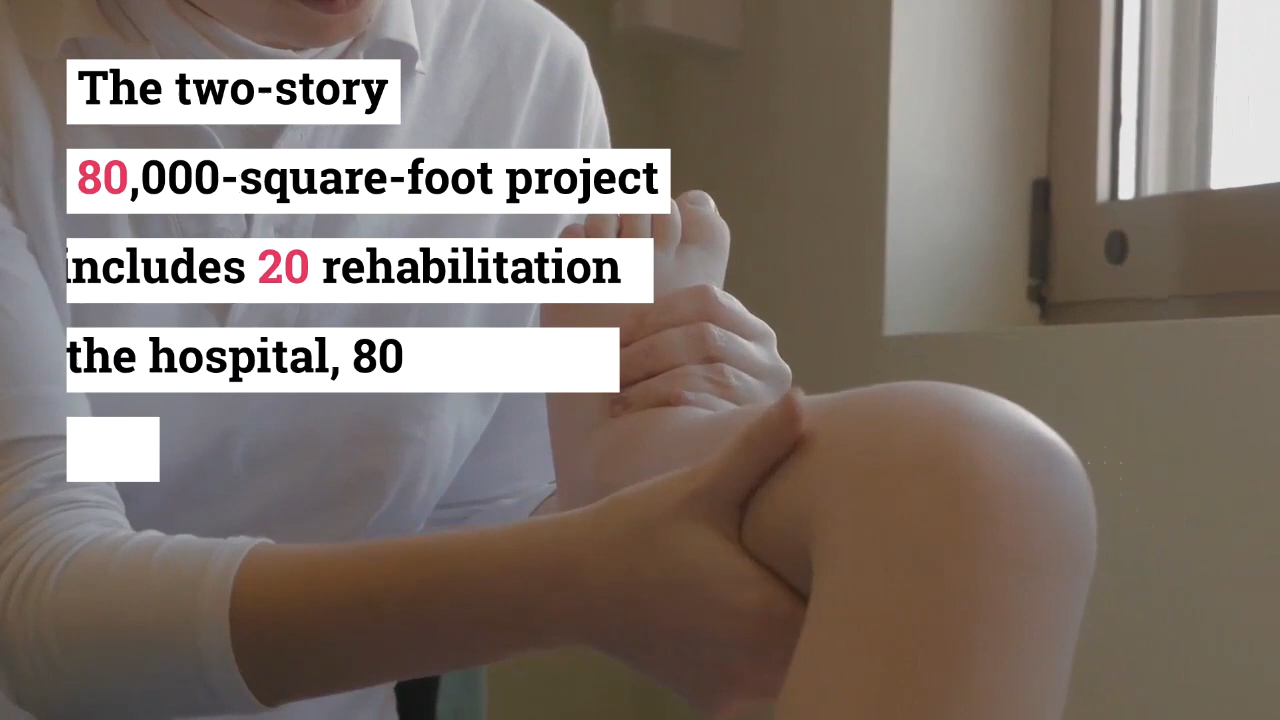 The two-story
80,000-square-foot project
includes 20 rehabilitation
the hospital, 80